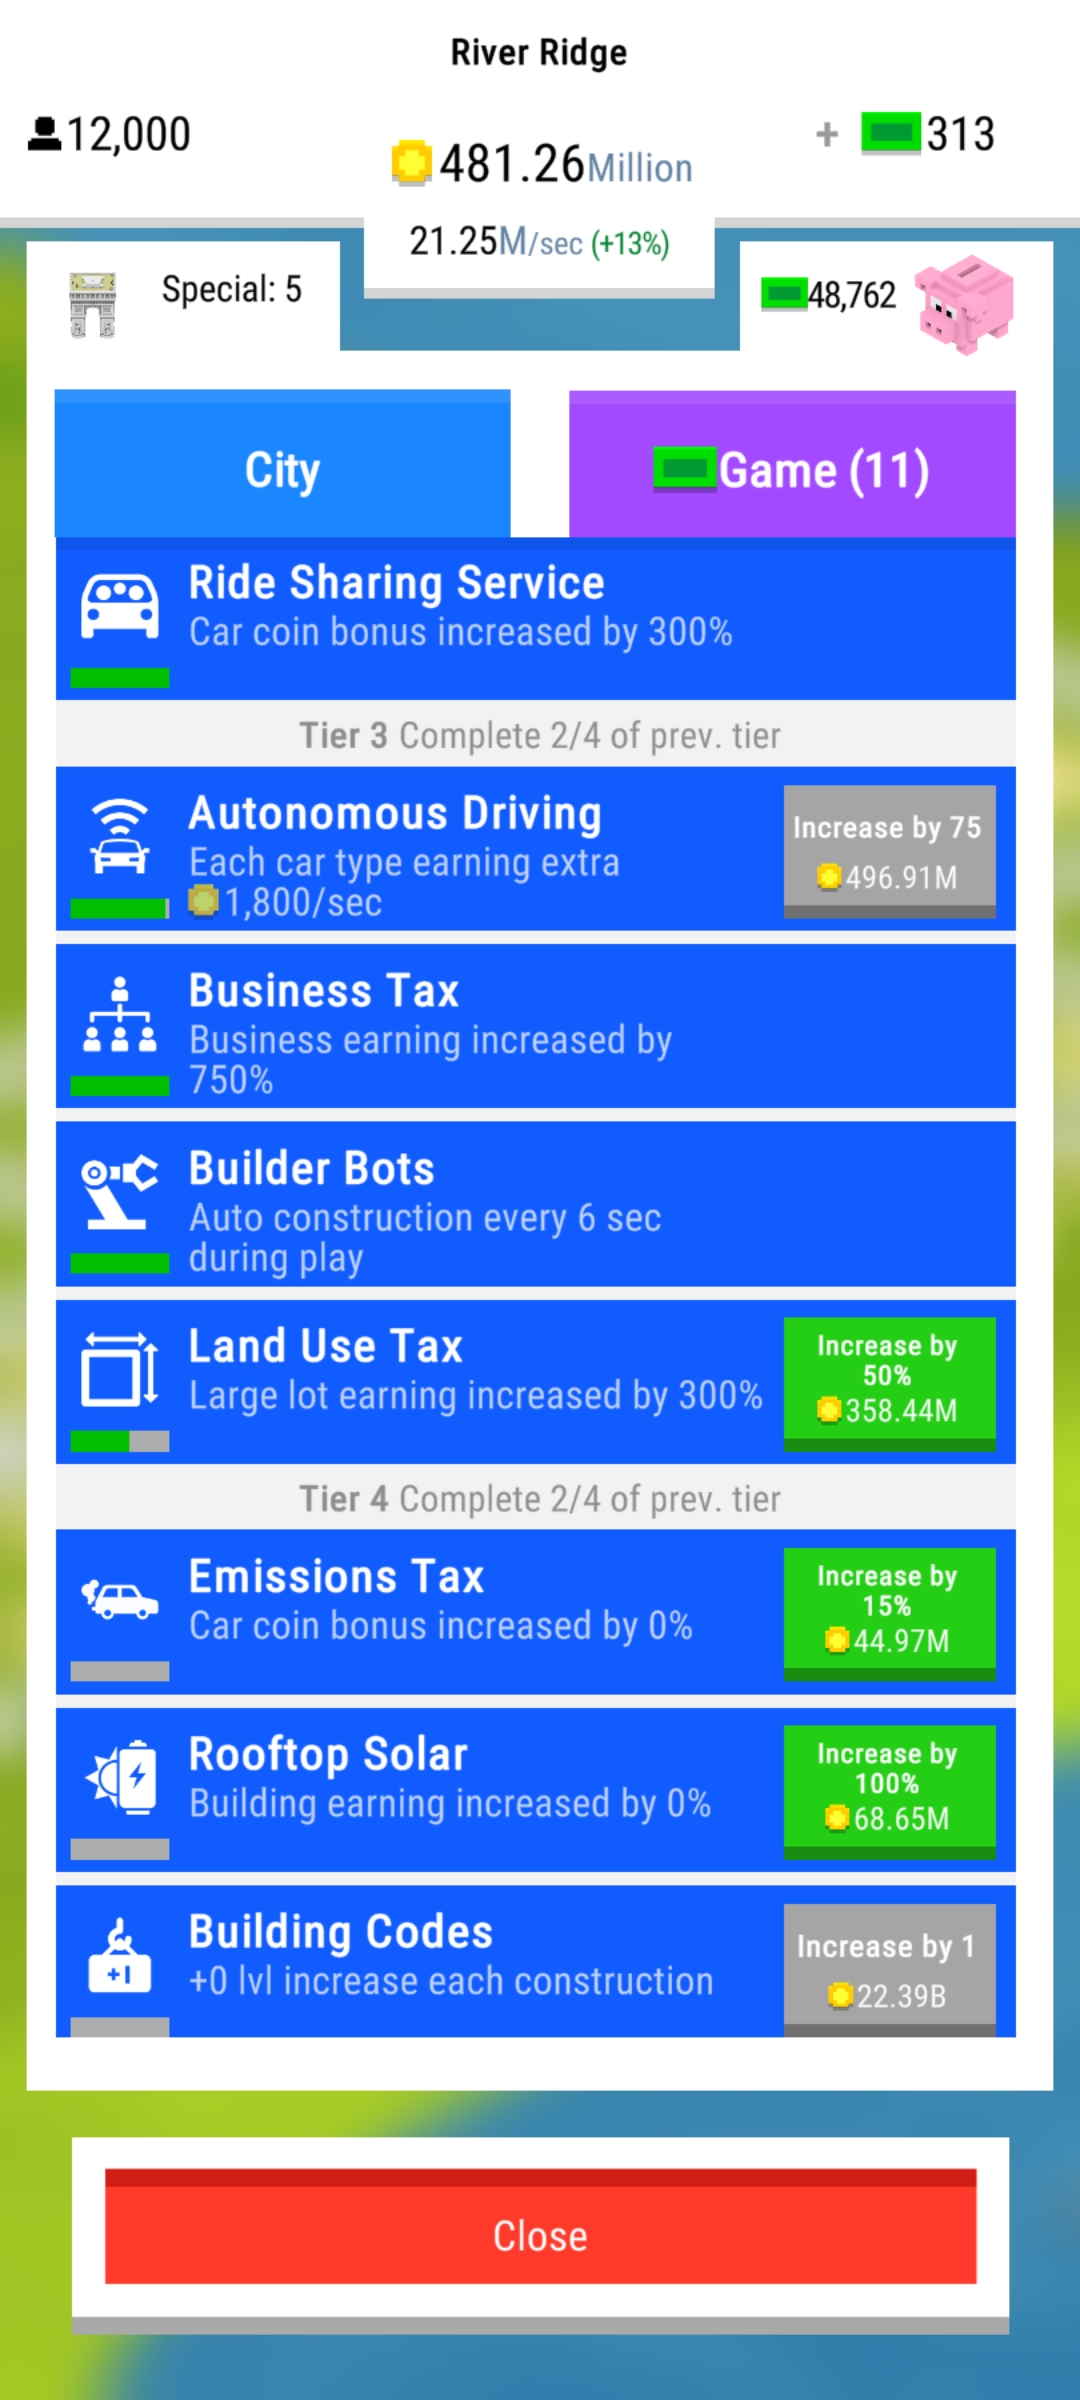 River Ridge
12,000
481.26Million
+ 313
21.25M/sec (+13%)
Special: 5
48,762
City
Game (11)
Ride Sharing Service
Car coin bonus increased by 300%
Tier 3 Complete 2/4 of prev. tier
Autonomous Driving
Each car type earning extra
1,800/sec
Increase by 75
496.91M
Business Tax
Business earning increased by
750%
Builder Bots
Auto construction every 6 sec
during play
Land Use Tax
Large lot earning increased by 300%
Increase by
50%
358.44M
Tier 4 Complete 2/4 of prev. tier
Emissions Tax
Car coin bonus increased by 0%
Increase by
15%
44.97M
Rooftop Solar
Building earning increased by 0%
Increase by
100%
68.65M
+1
Building Codes
+0 lvl increase each construction
Increase by 1
22.39B
Close